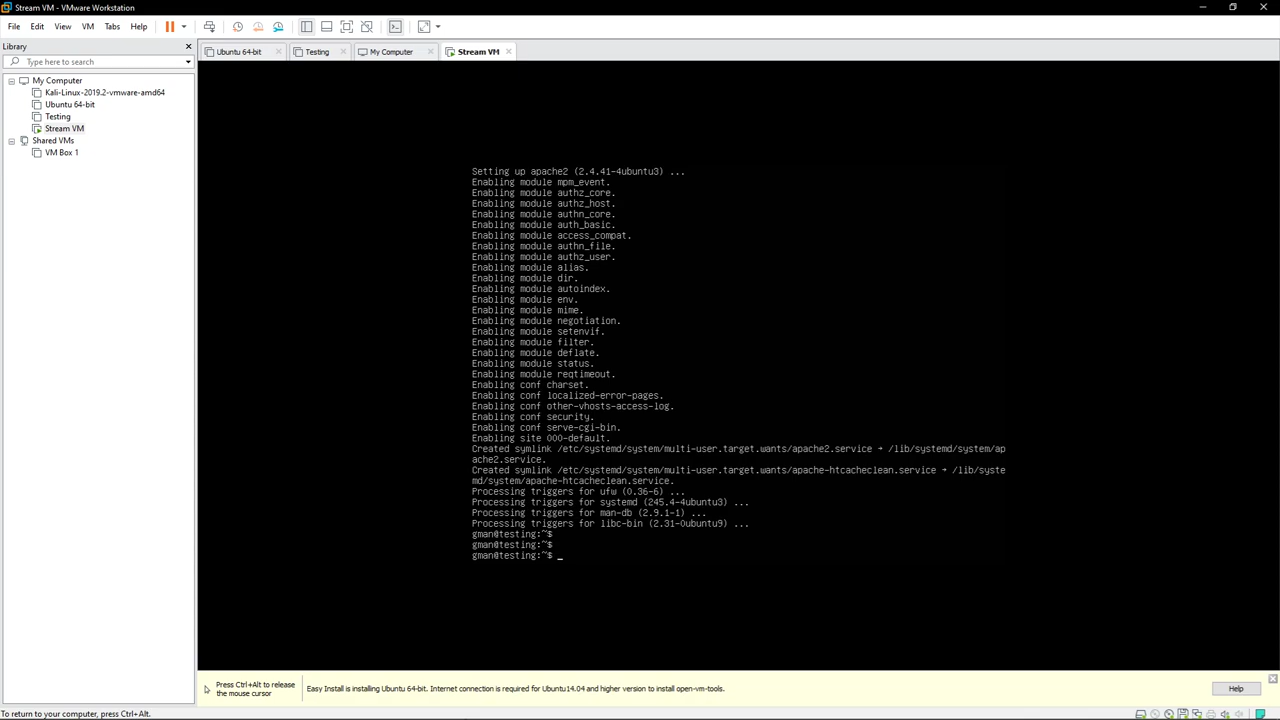 Stream VM - VMware Workstation
File Edit View VM Tabs Help
Library
Type here to search
My Computer
Kali-Linux-2019.2-vmware-amd64
Ubuntu 64-bit
Testing
Stream VM
Shared VMs
VM Box 1
Ubuntu 64-bit Testing My Computer Stream VM
Setting up apache2 (2.4.41-4ubuntu3) ...
Enabling module mpm_event.
Enabling module authz_core.
Enabling module authz_host.
Enabling module authn_core.
Enabling module auth_basic.
Enabling module access_compat.
Enabling module authn_file.
Enabling module authz_user.
Enabling module alias.
Enabling module dir.
Enabling module autoindex.
Enabling module env.
Enabling module mime.
Enabling module negotiation.
Enabling module setenvif.
Enabling module filter.
Enabling module deflate.
Enabling module status.
Enabling module reqtimeout.
Enabling conf charset.
Enabling conf localized-error-pages.
Enabling conf other-vhosts-access-log.
Enabling conf security.
Enabling conf serve-cgi-bin.
Enabling site 000-default.
Created symlink /etc/systemd/system/multi-user.target.wants/apache2.service → /lib/systemd/system/ap
ache2.service.
Created symlink /etc/systemd/system/multi-user.target.wants/apache-htcacheclean.service → /lib/syste
md/system/apache-htcacheclean.service.
Processing triggers for ufw (0.36-6) ...
Processing triggers for systemd (245.4-4ubuntu3) ...
Processing triggers for man-db (2.9.1-1) ...
Processing triggers for libc-bin (2.31-0ubuntu9) ...
gman@testing:~$
gman@testing:~$
gman@testing:~$ _
Press Ctrl+Alt to release
the mouse cursor
Easy Install is installing Ubuntu 64-bit. Internet connection is required for Ubuntu14.04 and higher version to install open-vm-tools.
Help
To return to your computer, press Ctrl+Alt.